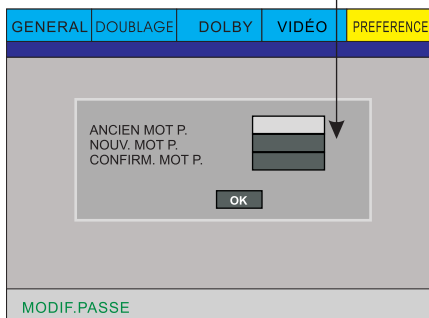 GENERAL DOUBLAGE DOLBY VIDÉO PREFERENCE
ANCIEN MOT P.
NOUV. MOT P.
CONFIRM. MOT P.
OK
MODIF.PASSE